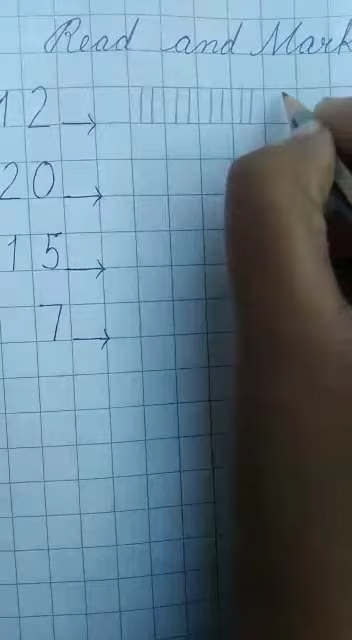 Read and Mark
12 →
20 →
15 →
7 →